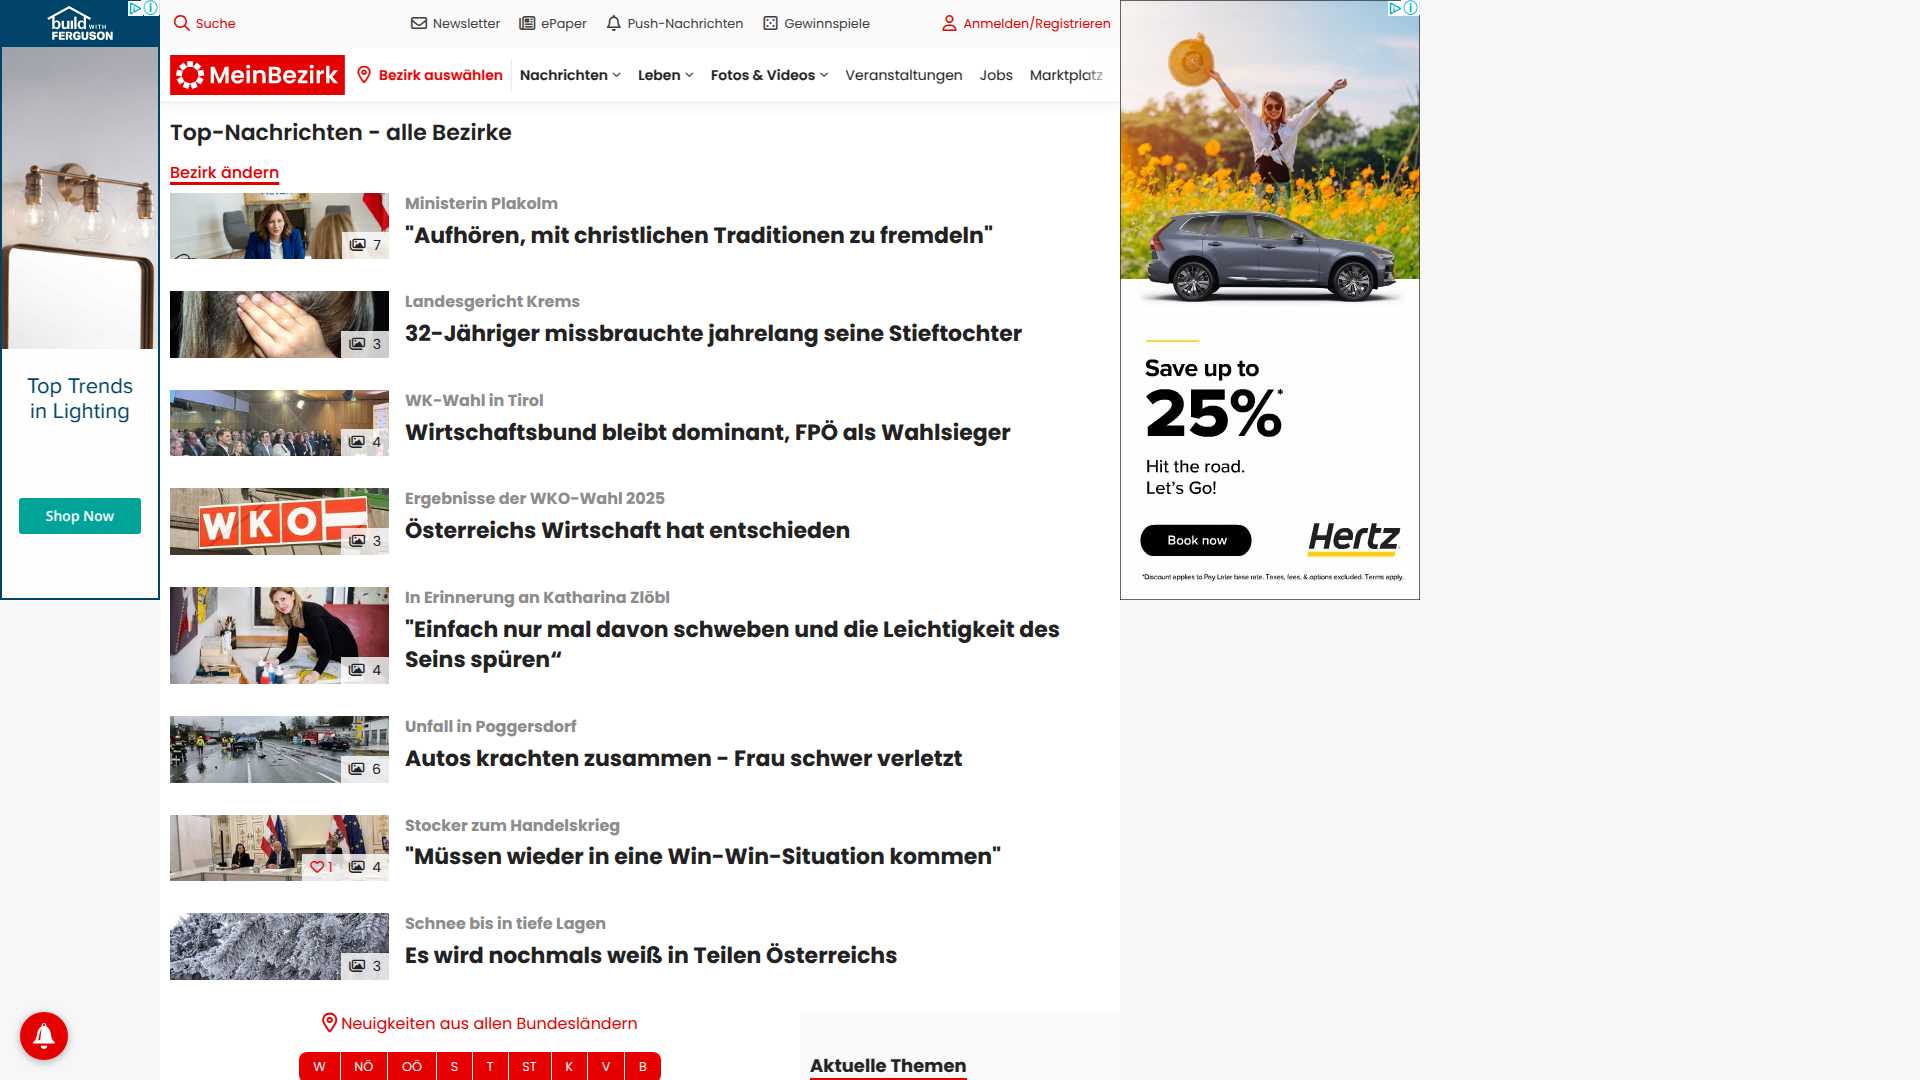 build WITH
FERGUSON
Top Trends
in Lighting
Shop Now
Suche
Newsletter
ePaper
Push-Nachrichten
Gewinnspiele
Anmelden/Registrieren
MeinBezirk
Bezirk auswählen
Nachrichten
Leben
Fotos & Videos
Veranstaltungen
Jobs
Marktplatz
Top-Nachrichten - alle Bezirke
Bezirk ändern
7
Ministerin Plakolm
"Aufhören, mit christlichen Traditionen zu fremdeln"
3
Landesgericht Krems
32-Jähriger missbrauchte jahrelang seine Stieftochter
4
WK-Wahl in Tirol
Wirtschaftsbund bleibt dominant, FPÖ als Wahlsieger
WKO
3
Ergebnisse der WKO-Wahl 2025
Österreichs Wirtschaft hat entschieden
4
In Erinnerung an Katharina Zlöbl
"Einfach nur mal davon schweben und die Leichtigkeit des
Seins spüren“
6
Unfall in Poggersdorf
Autos krachten zusammen - Frau schwer verletzt
1
4
Stocker zum Handelskrieg
"Müssen wieder in eine Win-Win-Situation kommen"
3
Schnee bis in tiefe Lagen
Es wird nochmals weiß in Teilen Österreichs
Neuigkeiten aus allen Bundesländern
W
NÖ
OÖ
S
T
ST
K
V
B
Aktuelle Themen
Save up to
25%*
Hit the road.
Let's Go!
Book now
Hertz
*Discount applies to Pay Later base rate. Taxes, fees, & options excluded. Terms apply.